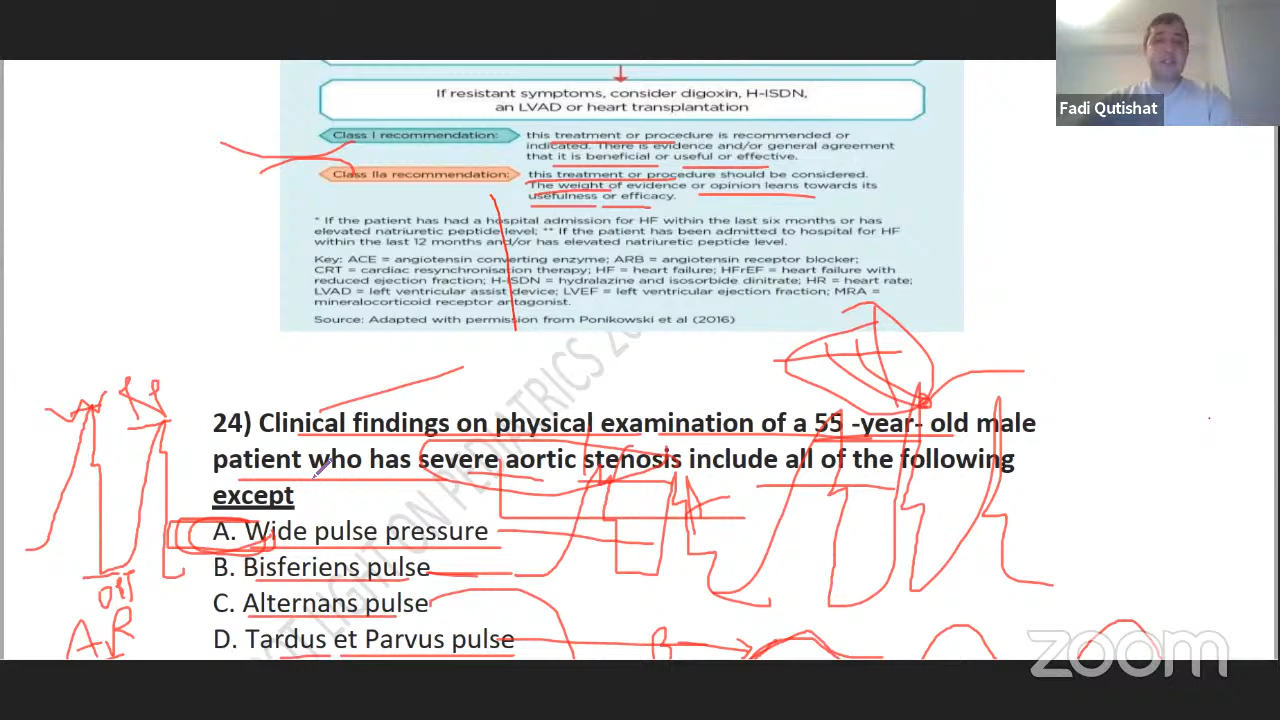 Fadi Qutishat
If resistant symptoms, consider digoxin, H-ISDN,
an LVAD or heart transplantation
Class I recommendation: this treatment or procedure is recommended or
indicated. There is evidence and/or general agreement
that it is beneficial or useful or effective.
Class IIa recommendation: this treatment or procedure should be considered.
The weight of evidence or opinion leans towards its
usefulness or efficacy.
* If the patient has had a hospital admission for HF within the last six months or has
elevated natriuretic peptide level; ** If the patient has been admitted to hospital for HF
within the last 12 months and/or has elevated natriuretic peptide level.
Key: ACE = angiotensin converting enzyme; ARB = angiotensin receptor blocker;
CRT = cardiac resynchronisation therapy; HF = heart failure; HFrEF = heart failure with
reduced ejection fraction; H-ISDN = hydralazine and isosorbide dinitrate; HR = heart rate;
LVAD = left ventricular assist device; LVEF = left ventricular ejection fraction; MRA =
mineralocorticoid receptor antagonist.
Source: Adapted with permission from Ponikowski et al (2016)
24) Clinical findings on physical examination of a 55 -year- old male
patient who has severe aortic stenosis include all of the following
except
A. Wide pulse pressure
B. Bisferiens pulse
C. Alternans pulse
D. Tardus et Parvus pulse
A.R
LIGHT ON PEDIATRICS
zoom